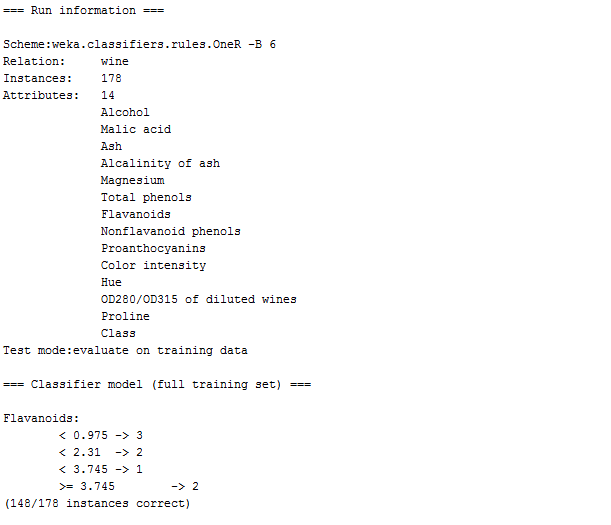 === Run information ===

Scheme:weka.classifiers.rules.OneR -B 6
Relation:     wine
Instances:    178
Attributes:   14
              Alcohol
              Malic acid
              Ash
              Alcalinity of ash
              Magnesium
              Total phenols
              Flavanoids
              Nonflavanoid phenols
              Proanthocyanins
              Color intensity
              Hue
              OD280/OD315 of diluted wines
              Proline
              Class
Test mode:evaluate on training data

=== Classifier model (full training set) ===

Flavanoids:
        < 0.975 -> 3
        < 2.31  -> 2
        < 3.745 -> 1
        >= 3.745        -> 2
(148/178 instances correct)